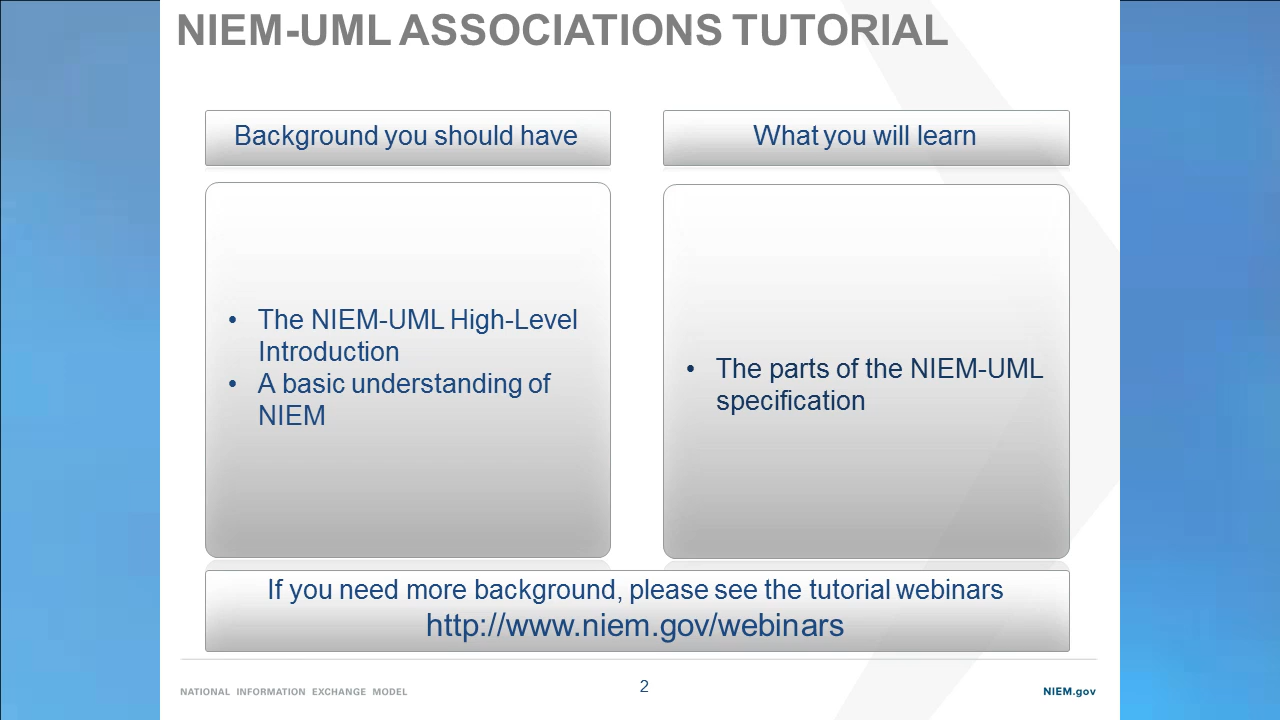 NIEM-UML ASSOCIATIONS TUTORIAL
Background you should have
What you will learn
• The NIEM-UML High-Level
Introduction
• A basic understanding of
NIEM
• The parts of the NIEM-UML
specification
If you need more background, please see the tutorial webinars
http://www.niem.gov/webinars
NATIONAL INFORMATION EXCHANGE MODEL
2
NIEM.gov